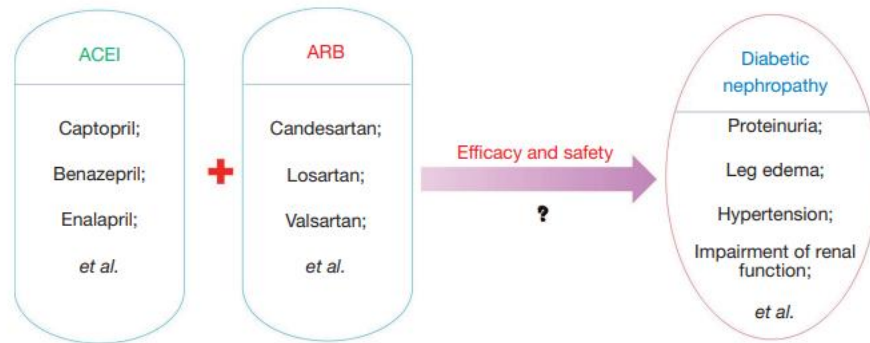 ACEI
Captopril;
Benazepril;
Enalapril;
et al.
+
ARB
Candesartan;
Losartan;
Valsartan;
et al.
Efficacy and safety
?
Diabetic
nephropathy
Proteinuria;
Leg edema;
Hypertension;
Impairment of renal
function;
et al.